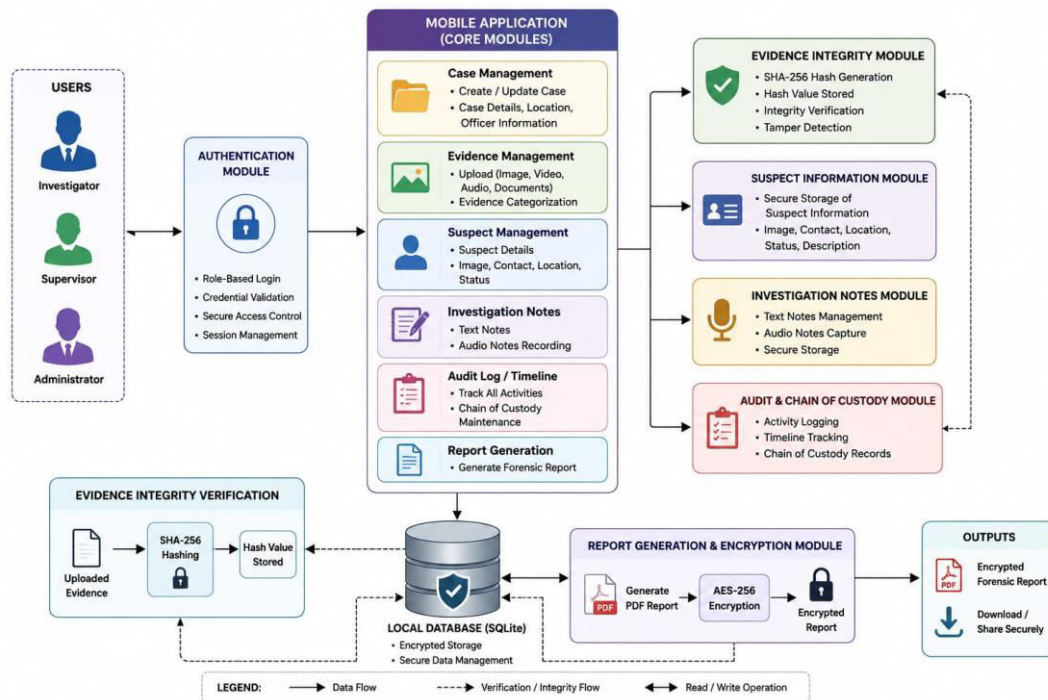 USERS
Investigator
Supervisor
Administrator
AUTHENTICATION
MODULE
• Role-Based Login
• Credential Validation
• Secure Access Control
• Session Management
MOBILE APPLICATION
(CORE MODULES)
Case Management
• Create / Update Case
• Case Details, Location,
Officer Information
Evidence Management
• Upload (Image, Video,
Audio, Documents)
• Evidence Categorization
Suspect Management
• Suspect Details
• Image, Contact, Location,
Status
Investigation Notes
• Text Notes
• Audio Notes Recording
Audit Log / Timeline
• Track All Activities
• Chain of Custody
Maintenance
Report Generation
• Generate Forensic Report
EVIDENCE INTEGRITY MODULE
• SHA-256 Hash Generation
• Hash Value Stored
• Integrity Verification
• Tamper Detection
SUSPECT INFORMATION MODULE
• Secure Storage of
Suspect Information
• Image, Contact, Location,
Status, Description
INVESTIGATION NOTES MODULE
• Text Notes Management
• Audio Notes Capture
• Secure Storage
AUDIT & CHAIN OF CUSTODY MODULE
• Activity Logging
• Timeline Tracking
• Chain of Custody Records
EVIDENCE INTEGRITY VERIFICATION
Uploaded
Evidence
SHA-256
Hashing
Hash Value
Stored
LOCAL DATABASE (SQLite)
• Encrypted Storage
• Secure Data Management
REPORT GENERATION & ENCRYPTION MODULE
PDF
Generate
PDF Report
AES-256
Encryption
Encrypted
Report
OUTPUTS
PDF
Encrypted
Forensic Report
Download /
Share Securely
LEGEND:
Data Flow
Verification / Integrity Flow
Read / Write Operation